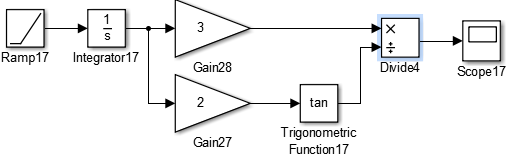 3
×
÷
1
s
Ramp17
Integrator17
Gain28
Divide4
Scope17
2
tan
Gain27
Trigonometric
Function17